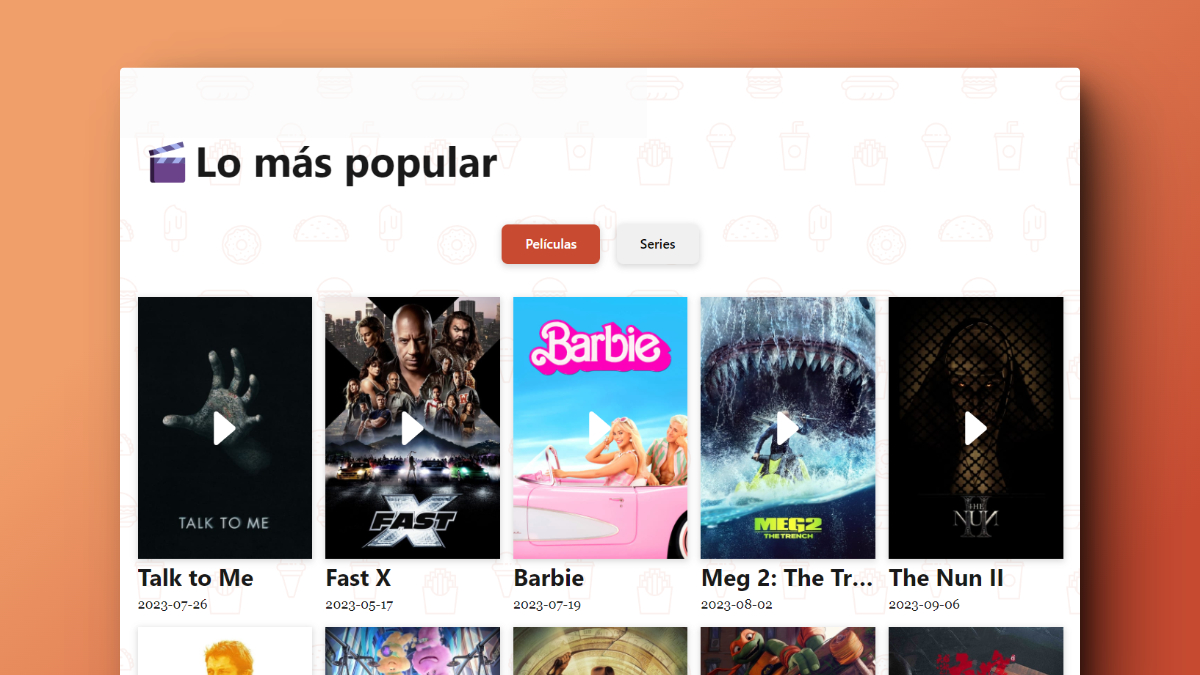 Lo más popular
Películas
Series
Barbie
TALK TO ME
FAST X
MEG2
THE TRENCH
THE
NUN
II
Talk to Me
Fast X
Barbie
Meg 2: The Tr...
The Nun II
2023-07-26
2023-05-17
2023-07-19
2023-08-02
2023-09-06